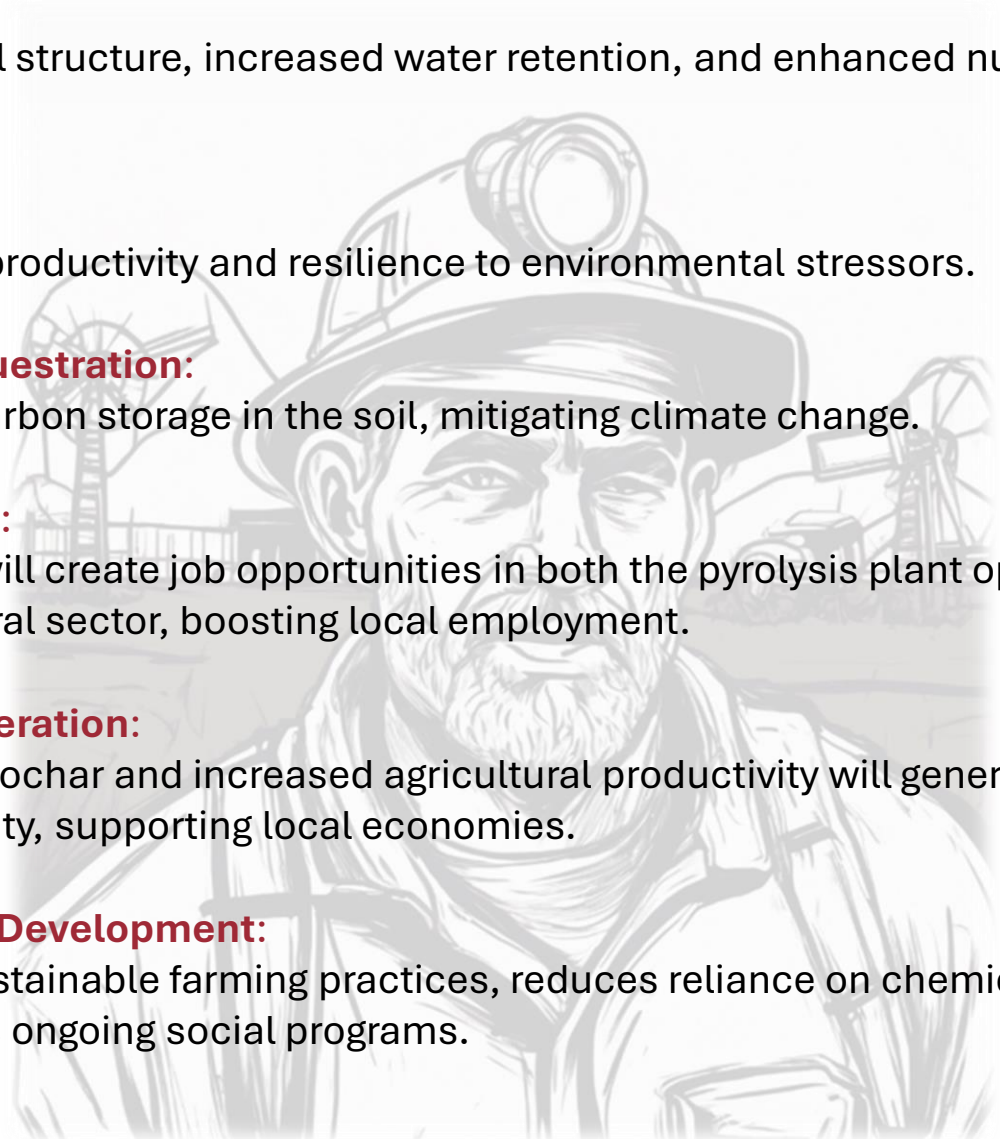 structure, increased water retention, and enhanced
productivity and resilience to environmental stressors.
uestration:
rbon storage in the soil, mitigating climate change.
:
ill create job opportunities in both the pyrolysis plant
ral sector, boosting local employment.
eration:
ochar and increased agricultural productivity will gener
ty, supporting local economies.
Development:
stainable farming practices, reduces reliance on chemi
ongoing social programs.